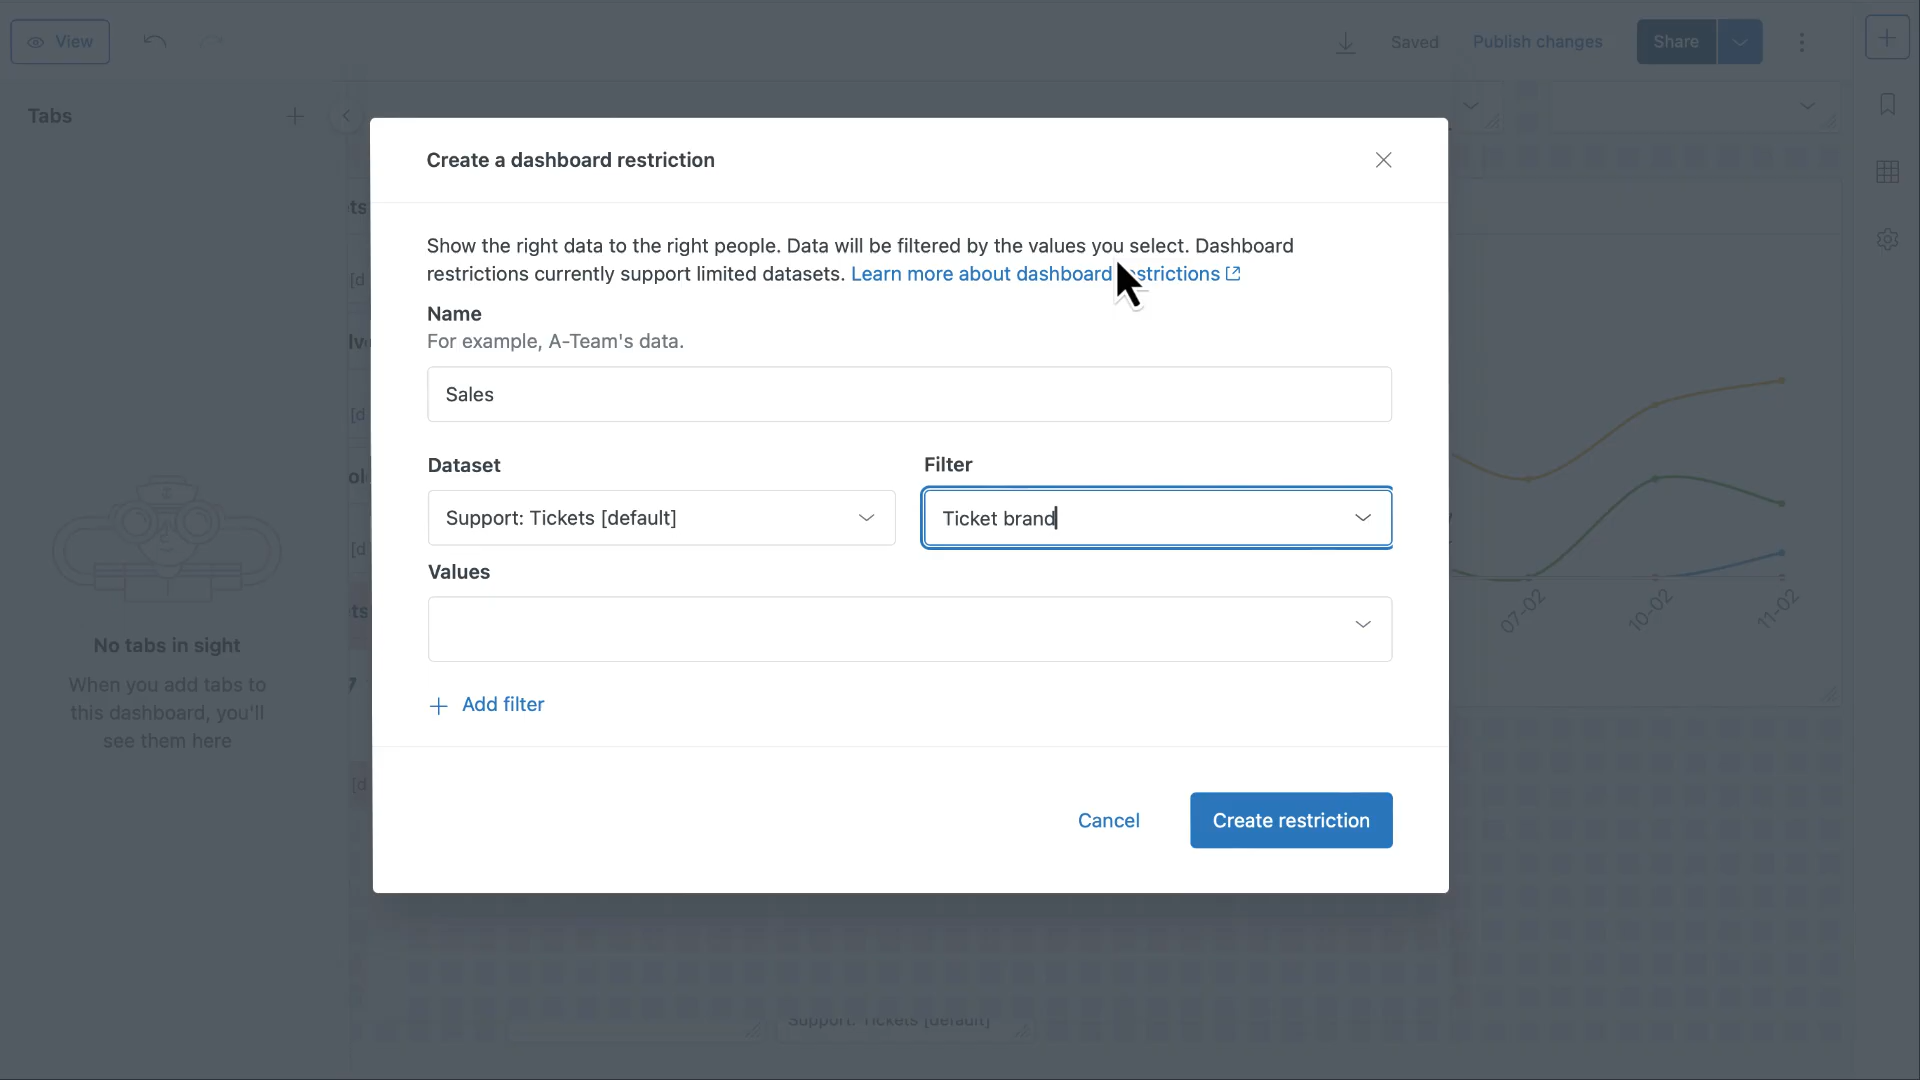 View
Saved
Publish changes
Share
Tabs
Create a dashboard restriction
Show the right data to the right people. Data will be filtered by the values you select. Dashboard
restrictions currently support limited datasets. Learn more about dashboard restrictions
Name
For example, A-Team's data.
Sales
Dataset
Filter
Support: Tickets [default]
Ticket brand
Values
Add filter
Cancel
Create restriction
No tabs in sight
When you add tabs to
this dashboard, you'll
see them here
07-02
10-02
11-02
Support: Tickets [default]